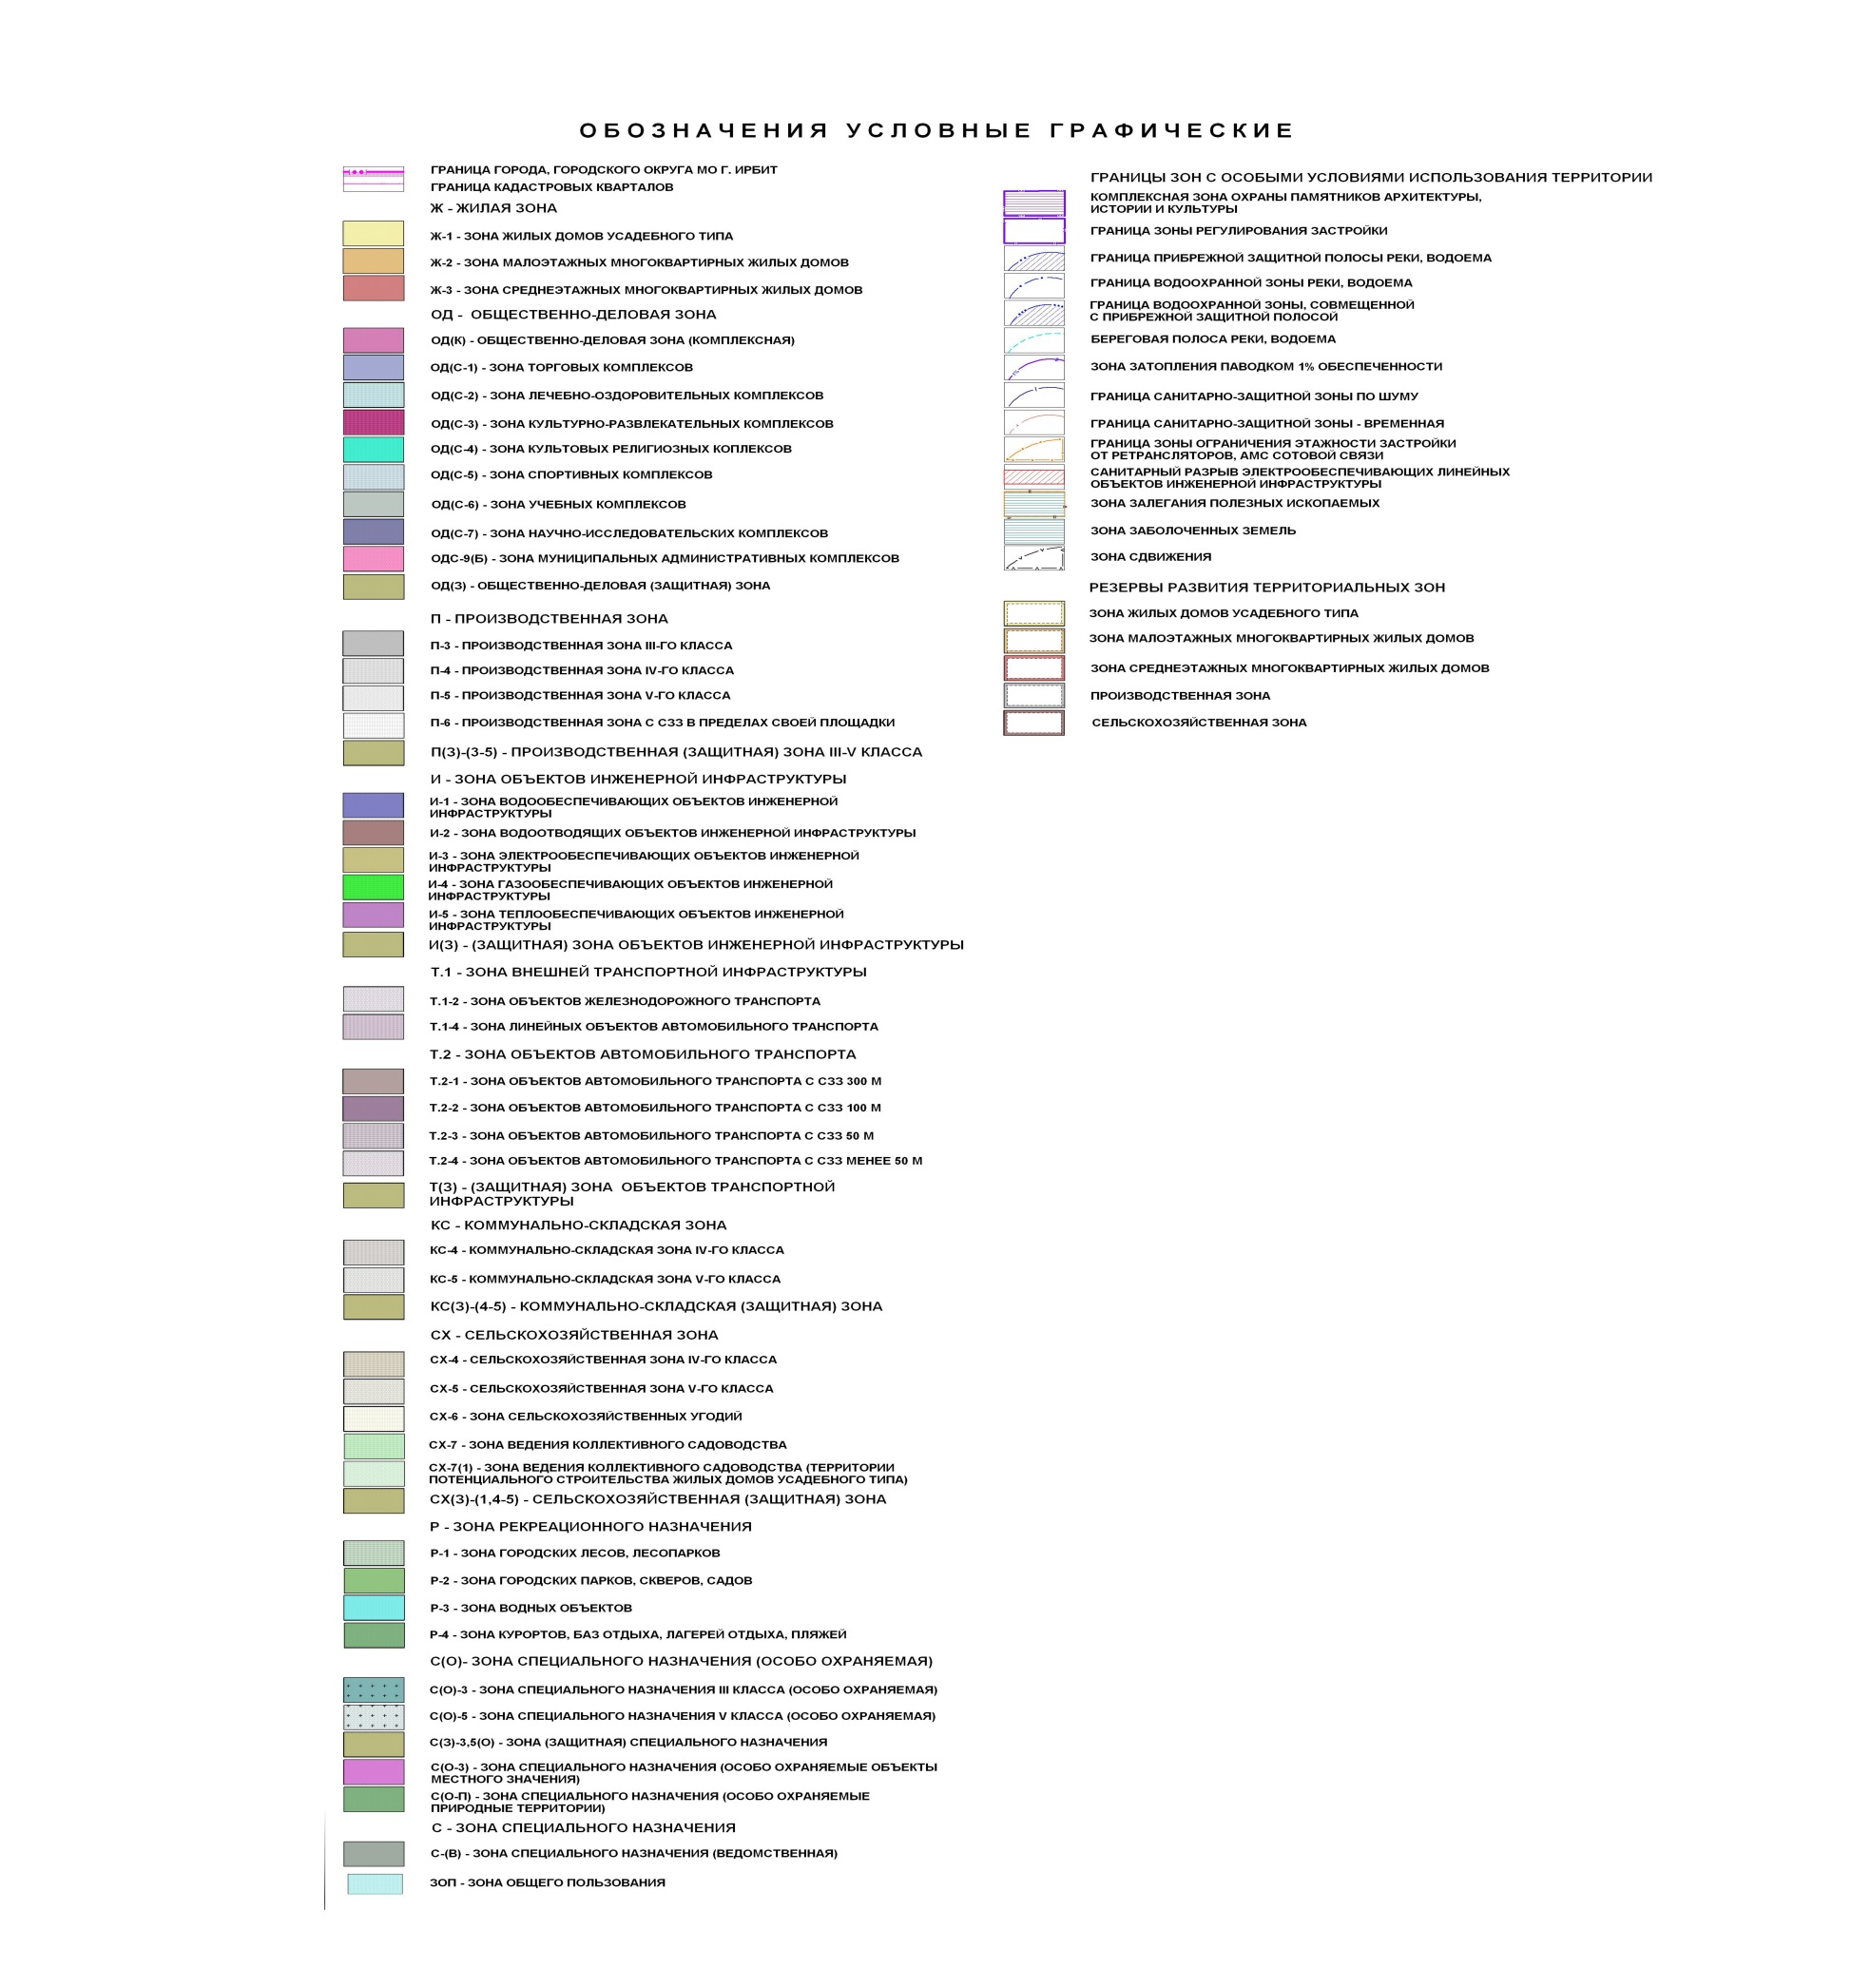 ОБОЗНАЧЕНИЯ УСЛОВНЫЕ ГРАФИЧЕСКИЕ
ГРАНИЦА ГОРОДА, ГОРОДСКОГО ОКРУГА МО Г. ИРБИТ
ГРАНИЦА КАДАСТРОВЫХ КВАРТАЛОВ
Ж - ЖИЛАЯ ЗОНА
Ж-1 - ЗОНА ЖИЛЫХ ДОМОВ УСАДЕБНОГО ТИПА
Ж-2 - ЗОНА МАЛОЭТАЖНЫХ МНОГОКВАРТИРНЫХ ЖИЛЫХ ДОМОВ
Ж-3 - ЗОНА СРЕДНЕЭТАЖНЫХ МНОГОКВАРТИРНЫХ ЖИЛЫХ ДОМОВ
ОД - ОБЩЕСТВЕННО-ДЕЛОВАЯ ЗОНА
ОД(К) - ОБЩЕСТВЕННО-ДЕЛОВАЯ ЗОНА (КОМПЛЕКСНАЯ)
ОД(С-1) - ЗОНА ТОРГОВЫХ КОМПЛЕКСОВ
ОД(С-2) - ЗОНА ЛЕЧЕБНО-ОЗДОРОВИТЕЛЬНЫХ КОМПЛЕКСОВ
ОД(С-3) - ЗОНА КУЛЬТУРНО-РАЗВЛЕКАТЕЛЬНЫХ КОМПЛЕКСОВ
ОД(С-4) - ЗОНА КУЛЬТОВЫХ РЕЛИГИОЗНЫХ КОПЛЕКСОВ
ОД(С-5) - ЗОНА СПОРТИВНЫХ КОМПЛЕКСОВ
ОД(С-6) - ЗОНА УЧЕБНЫХ КОМПЛЕКСОВ
ОД(С-7) - ЗОНА НАУЧНО-ИССЛЕДОВАТЕЛЬСКИХ КОМПЛЕКСОВ
ОДС-9(Б) - ЗОНА МУНИЦИПАЛЬНЫХ АДМИНИСТРАТИВНЫХ КОМПЛЕКСОВ
ОД(З) - ОБЩЕСТВЕННО-ДЕЛОВАЯ (ЗАЩИТНАЯ) ЗОНА
П - ПРОИЗВОДСТВЕННАЯ ЗОНА
П-3 - ПРОИЗВОДСТВЕННАЯ ЗОНА III-ГО КЛАССА
П-4 - ПРОИЗВОДСТВЕННАЯ ЗОНА IV-ГО КЛАССА
П-5 - ПРОИЗВОДСТВЕННАЯ ЗОНА V-ГО КЛАССА
П-6 - ПРОИЗВОДСТВЕННАЯ ЗОНА С СЗЗ В ПРЕДЕЛАХ СВОЕЙ ПЛОЩАДКИ
П(З)-(3-5) - ПРОИЗВОДСТВЕННАЯ (ЗАЩИТНАЯ) ЗОНА III-V КЛАССА
И - ЗОНА ОБЪЕКТОВ ИНЖЕНЕРНОЙ ИНФРАСТРУКТУРЫ
И-1 - ЗОНА ВОДООБЕСПЕЧИВАЮЩИХ ОБЪЕКТОВ ИНЖЕНЕРНОЙ
ИНФРАСТРУКТУРЫ
И-2 - ЗОНА ВОДООТВОДЯЩИХ ОБЪЕКТОВ ИНЖЕНЕРНОЙ ИНФРАСТРУКТУРЫ
И-3 - ЗОНА ЭЛЕКТРООБЕСПЕЧИВАЮЩИХ ОБЪЕКТОВ ИНЖЕНЕРНОЙ
ИНФРАСТРУКТУРЫ
И-4 - ЗОНА ГАЗООБЕСПЕЧИВАЮЩИХ ОБЪЕКТОВ ИНЖЕНЕРНОЙ
ИНФРАСТРУКТУРЫ
И-5 - ЗОНА ТЕПЛООБЕСПЕЧИВАЮЩИХ ОБЪЕКТОВ ИНЖЕНЕРНОЙ
ИНФРАСТРУКТУРЫ
И(З) - (ЗАЩИТНАЯ) ЗОНА ОБЪЕКТОВ ИНЖЕНЕРНОЙ ИНФРАСТРУКТУРЫ
Т.1 - ЗОНА ВНЕШНЕЙ ТРАНСПОРТНОЙ ИНФРАСТРУКТУРЫ
Т.1-2 - ЗОНА ОБЪЕКТОВ ЖЕЛЕЗНОДОРОЖНОГО ТРАНСПОРТА
Т.1-4 - ЗОНА ЛИНЕЙНЫХ ОБЪЕКТОВ АВТОМОБИЛЬНОГО ТРАНСПОРТА
Т.2 - ЗОНА ОБЪЕКТОВ АВТОМОБИЛЬНОГО ТРАНСПОРТА
Т.2-1 - ЗОНА ОБЪЕКТОВ АВТОМОБИЛЬНОГО ТРАНСПОРТА С СЗЗ 300 М
Т.2-2 - ЗОНА ОБЪЕКТОВ АВТОМОБИЛЬНОГО ТРАНСПОРТА С СЗЗ 100 М
Т.2-3 - ЗОНА ОБЪЕКТОВ АВТОМОБИЛЬНОГО ТРАНСПОРТА С СЗЗ 50 М
Т.2-4 - ЗОНА ОБЪЕКТОВ АВТОМОБИЛЬНОГО ТРАНСПОРТА С СЗЗ МЕНЕЕ 50 М
Т(З) - (ЗАЩИТНАЯ) ЗОНА ОБЪЕКТОВ ТРАНСПОРТНОЙ
ИНФРАСТРУКТУРЫ
КС - КОММУНАЛЬНО-СКЛАДСКАЯ ЗОНА
КС-4 - КОММУНАЛЬНО-СКЛАДСКАЯ ЗОНА IV-ГО КЛАССА
КС-5 - КОММУНАЛЬНО-СКЛАДСКАЯ ЗОНА V-ГО КЛАССА
КС(З)-(4-5) - КОММУНАЛЬНО-СКЛАДСКАЯ (ЗАЩИТНАЯ) ЗОНА
СХ - СЕЛЬСКОХОЗЯЙСТВЕННАЯ ЗОНА
СХ-4 - СЕЛЬСКОХОЗЯЙСТВЕННАЯ ЗОНА IV-ГО КЛАССА
СХ-5 - СЕЛЬСКОХОЗЯЙСТВЕННАЯ ЗОНА V-ГО КЛАССА
СХ-6 - ЗОНА СЕЛЬСКОХОЗЯЙСТВЕННЫХ УГОДИЙ
СХ-7 - ЗОНА ВЕДЕНИЯ КОЛЛЕКТИВНОГО САДОВОДСТВА
СХ-7(1) - ЗОНА ВЕДЕНИЯ КОЛЛЕКТИВНОГО САДОВОДСТВА (ТЕРРИТОРИИ
ПОТЕНЦИАЛЬНОГО СТРОИТЕЛЬСТВА ЖИЛЫХ ДОМОВ УСАДЕБНОГО ТИПА)
СХ(З)-(1,4-5) - СЕЛЬСКОХОЗЯЙСТВЕННАЯ (ЗАЩИТНАЯ) ЗОНА
Р - ЗОНА РЕКРЕАЦИОННОГО НАЗНАЧЕНИЯ
Р-1 - ЗОНА ГОРОДСКИХ ЛЕСОВ, ЛЕСОПАРКОВ
Р-2 - ЗОНА ГОРОДСКИХ ПАРКОВ, СКВЕРОВ, САДОВ
Р-3 - ЗОНА ВОДНЫХ ОБЪЕКТОВ
Р-4 - ЗОНА КУРОРТОВ, БАЗ ОТДЫХА, ЛАГЕРЕЙ ОТДЫХА, ПЛЯЖЕЙ
С(О)- ЗОНА СПЕЦИАЛЬНОГО НАЗНАЧЕНИЯ (ОСОБО ОХРАНЯЕМАЯ)
С(О)-3 - ЗОНА СПЕЦИАЛЬНОГО НАЗНАЧЕНИЯ III КЛАССА (ОСОБО ОХРАНЯЕМАЯ)
С(О)-5 - ЗОНА СПЕЦИАЛЬНОГО НАЗНАЧЕНИЯ V КЛАССА (ОСОБО ОХРАНЯЕМАЯ)
С(З)-3,5(О) - ЗОНА (ЗАЩИТНАЯ) СПЕЦИАЛЬНОГО НАЗНАЧЕНИЯ
С(О-3) - ЗОНА СПЕЦИАЛЬНОГО НАЗНАЧЕНИЯ (ОСОБО ОХРАНЯЕМЫЕ ОБЪЕКТЫ
МЕСТНОГО ЗНАЧЕНИЯ)
С(О-П) - ЗОНА СПЕЦИАЛЬНОГО НАЗНАЧЕНИЯ (ОСОБО ОХРАНЯЕМЫЕ
ПРИРОДНЫЕ ТЕРРИТОРИИ)
С - ЗОНА СПЕЦИАЛЬНОГО НАЗНАЧЕНИЯ
С-(В) - ЗОНА СПЕЦИАЛЬНОГО НАЗНАЧЕНИЯ (ВЕДОМСТВЕННАЯ)
ЗОП - ЗОНА ОБЩЕГО ПОЛЬЗОВАНИЯ
ГРАНИЦЫ ЗОН С ОСОБЫМИ УСЛОВИЯМИ ИСПОЛЬЗОВАНИЯ ТЕРРИТОРИИ
КОМПЛЕКСНАЯ ЗОНА ОХРАНЫ ПАМЯТНИКОВ АРХИТЕКТУРЫ,
ИСТОРИИ И КУЛЬТУРЫ
ГРАНИЦА ЗОНЫ РЕГУЛИРОВАНИЯ ЗАСТРОЙКИ
ГРАНИЦА ПРИБРЕЖНОЙ ЗАЩИТНОЙ ПОЛОСЫ РЕКИ, ВОДОЕМА
ГРАНИЦА ВОДООХРАННОЙ ЗОНЫ РЕКИ, ВОДОЕМА
ГРАНИЦА ВОДООХРАННОЙ ЗОНЫ, СОВМЕЩЕННОЙ
С ПРИБРЕЖНОЙ ЗАЩИТНОЙ ПОЛОСОЙ
БЕРЕГОВАЯ ПОЛОСА РЕКИ, ВОДОЕМА
ЗОНА ЗАТОПЛЕНИЯ ПАВОДКОМ 1% ОБЕСПЕЧЕННОСТИ
ГРАНИЦА САНИТАРНО-ЗАЩИТНОЙ ЗОНЫ ПО ШУМУ
ГРАНИЦА САНИТАРНО-ЗАЩИТНОЙ ЗОНЫ - ВРЕМЕННАЯ
ГРАНИЦА ЗОНЫ ОГРАНИЧЕНИЯ ЭТАЖНОСТИ ЗАСТРОЙКИ
ОТ РЕТРАНСЛЯТОРОВ, АМС СОТОВОЙ СВЯЗИ
САНИТАРНЫЙ РАЗРЫВ ЭЛЕКТРООБЕСПЕЧИВАЮЩИХ ЛИНЕЙНЫХ
ОБЪЕКТОВ ИНЖЕНЕРНОЙ ИНФРАСТРУКТУРЫ
ЗОНА ЗАЛЕГАНИЯ ПОЛЕЗНЫХ ИСКОПАЕМЫХ
ЗОНА ЗАБОЛОЧЕННЫХ ЗЕМЕЛЬ
ЗОНА СДВИЖЕНИЯ
РЕЗЕРВЫ РАЗВИТИЯ ТЕРРИТОРИАЛЬНЫХ ЗОН
ЗОНА ЖИЛЫХ ДОМОВ УСАДЕБНОГО ТИПА
ЗОНА МАЛОЭТАЖНЫХ МНОГОКВАРТИРНЫХ ЖИЛЫХ ДОМОВ
ЗОНА СРЕДНЕЭТАЖНЫХ МНОГОКВАРТИРНЫХ ЖИЛЫХ ДОМОВ
ПРОИЗВОДСТВЕННАЯ ЗОНА
СЕЛЬСКОХОЗЯЙСТВЕННАЯ ЗОНА